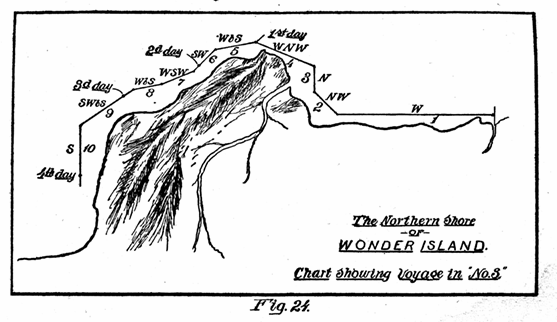 WbS 1st day
2d day SW 5 WNW
WSW 6 4
3d day WbS 7 3 N
SWbS 8 2 NW W
9 1
S 10
4th day
The Northern Shore
-OF-
WONDER ISLAND.
Chart showing voyage in "No.3"
Fig. 24.